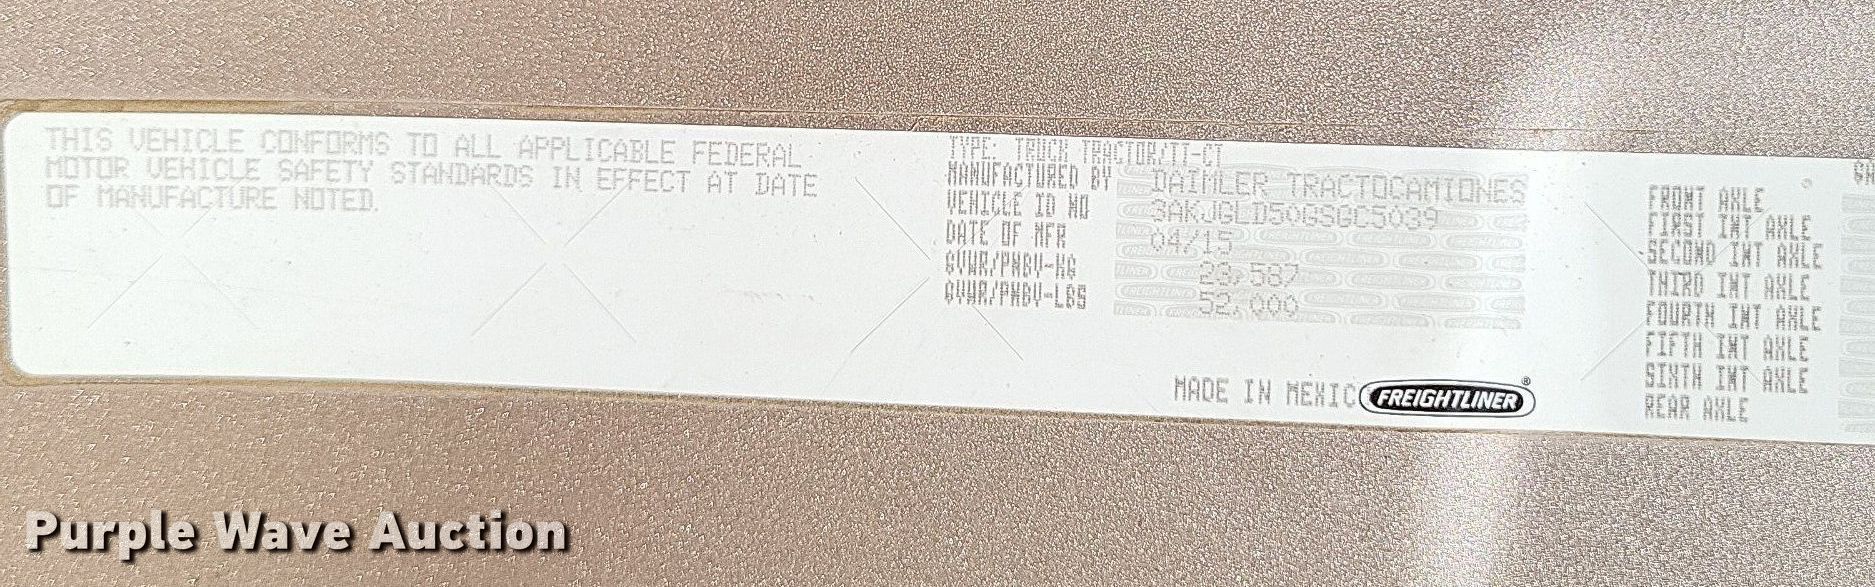 THIS VEHICLE CONFORMS TO ALL APPLICABLE FEDERAL
MOTOR VEHICLE SAFETY STANDARDS IN EFFECT AT DATE
OF MANUFACTURE NOTED.
TYPE: TRUCK TRACTOR/TT-CT
MANUFACTURED BY DAIMLER TRACTOCAMIONES
VEHICLE ID NO 3AKJGLD50GSGC5039
DATE OF MFR 04/15
GVWR/PNBV-KG 23,587
GVWR/PNBV-LBS 52,000
MADE IN MEXICO
FREIGHTLINER®
FRONT AXLE
FIRST INT AXLE
SECOND INT AXLE
THIRD INT AXLE
FOURTH INT AXLE
FIFTH INT AXLE
SIXTH INT AXLE
REAR AXLE
Purple Wave Auction